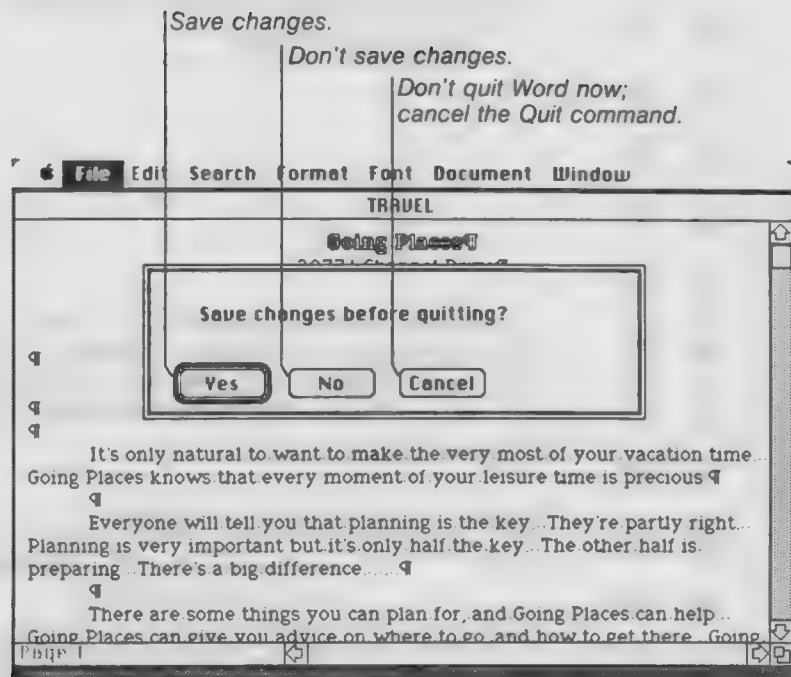 Save changes.
Don't save changes.
Don't quit Word now;
cancel the Quit command.
File Edit Search Format Font Document Window
TRAVEL
Going Places¶
Save changes before quitting?
Yes No Cancel
¶
¶
¶
It's only natural to want to make the very most of your vacation time
Going Places knows that every moment of your leisure time is precious ¶
¶
Everyone will tell you that planning is the key. They're partly right.
Planning is very important but it's only half the key. The other half is
preparing. There's a big difference. ¶
¶
There are some things you can plan for, and Going Places can help.
Going Places can give you advice on where to go and how to get there. Going
Page 1